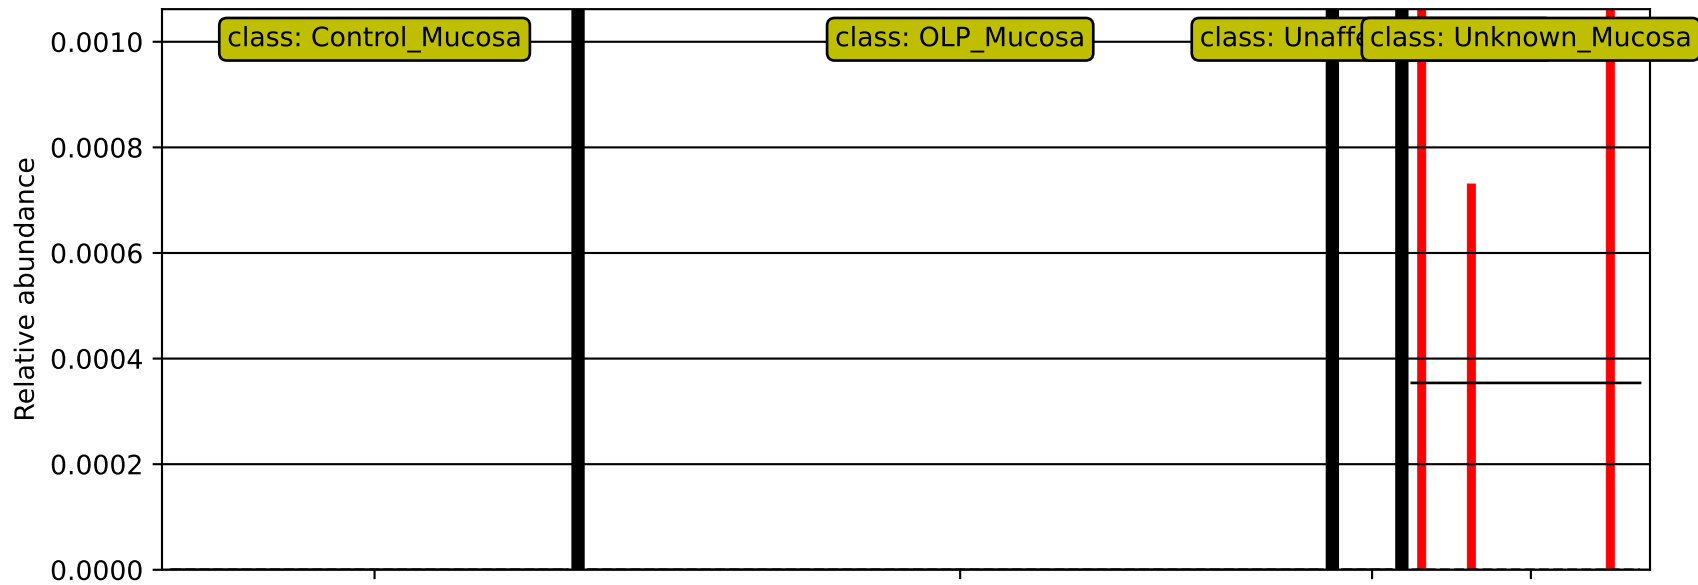 class: Control_Mucosa
class: OLP_Mucosa
class:
class: Unknown_Mucosa
0.0010
0.0008
0.0006
0.0004
0.0002
0.0000
Relative abundance